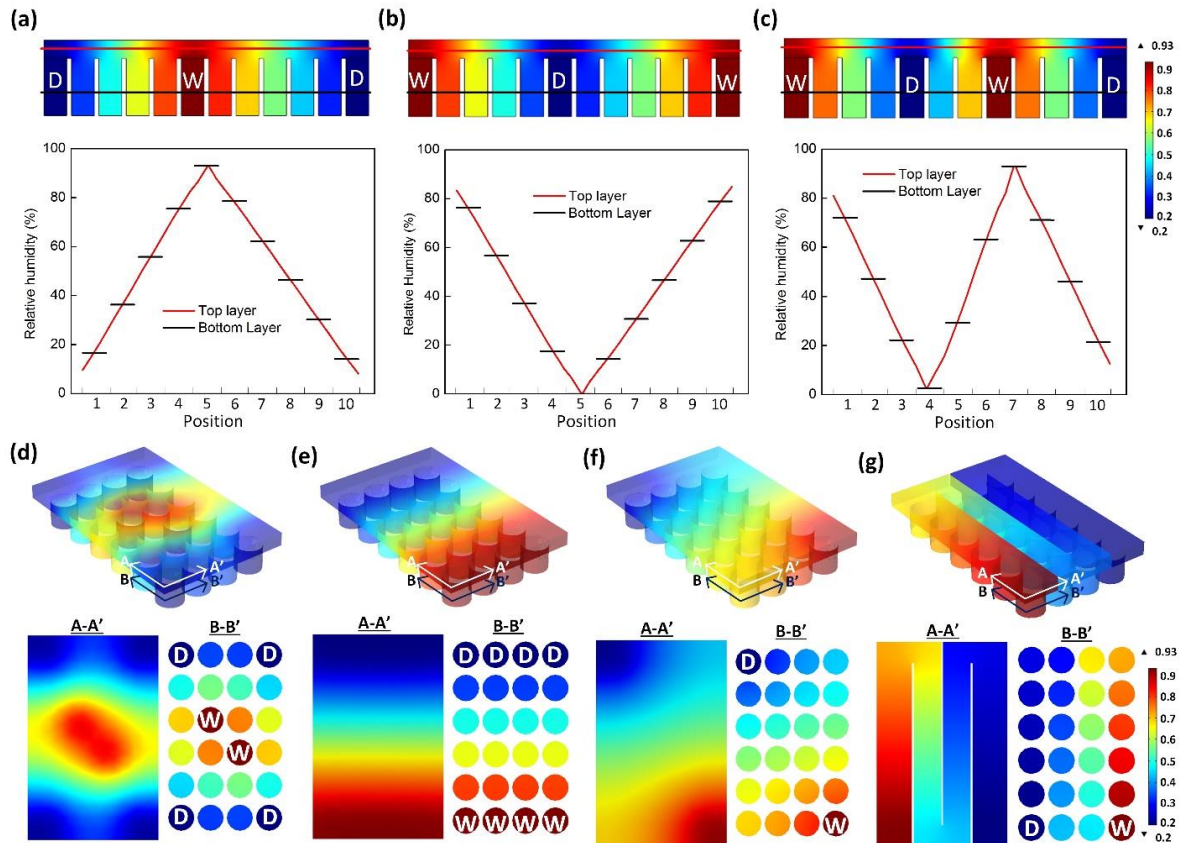 (a)
(b)
(c)
D W D
W D W
W D W D
▲ 0.93
0.9
0.8
0.7
0.6
0.5
0.4
0.3
0.2
▼ 0.2
100
80
60
40
20
0
Relative humidity (%)
Top layer
Bottom Layer
1 2 3 4 5 6 7 8 9 10
Position
100
80
60
40
20
0
Relative Humidity (%)
Top layer
Bottom Layer
1 2 3 4 5 6 7 8 9 10
Position
100
80
60
40
20
0
Relative humidity (%)
Top layer
Bottom Layer
1 2 3 4 5 6 7 8 9 10
Position
(d)
(e)
(f)
(g)
A A'
B B'
A A'
B B'
A A'
B B'
A A'
B B'
A-A' B-B'
D D
W
W
D D
A-A' B-B'
D D D D
W W W W
A-A' B-B'
D
W
A-A' B-B'
D W
▲ 0.93
0.9
0.8
0.7
0.6
0.5
0.4
0.3
0.2
▼ 0.2